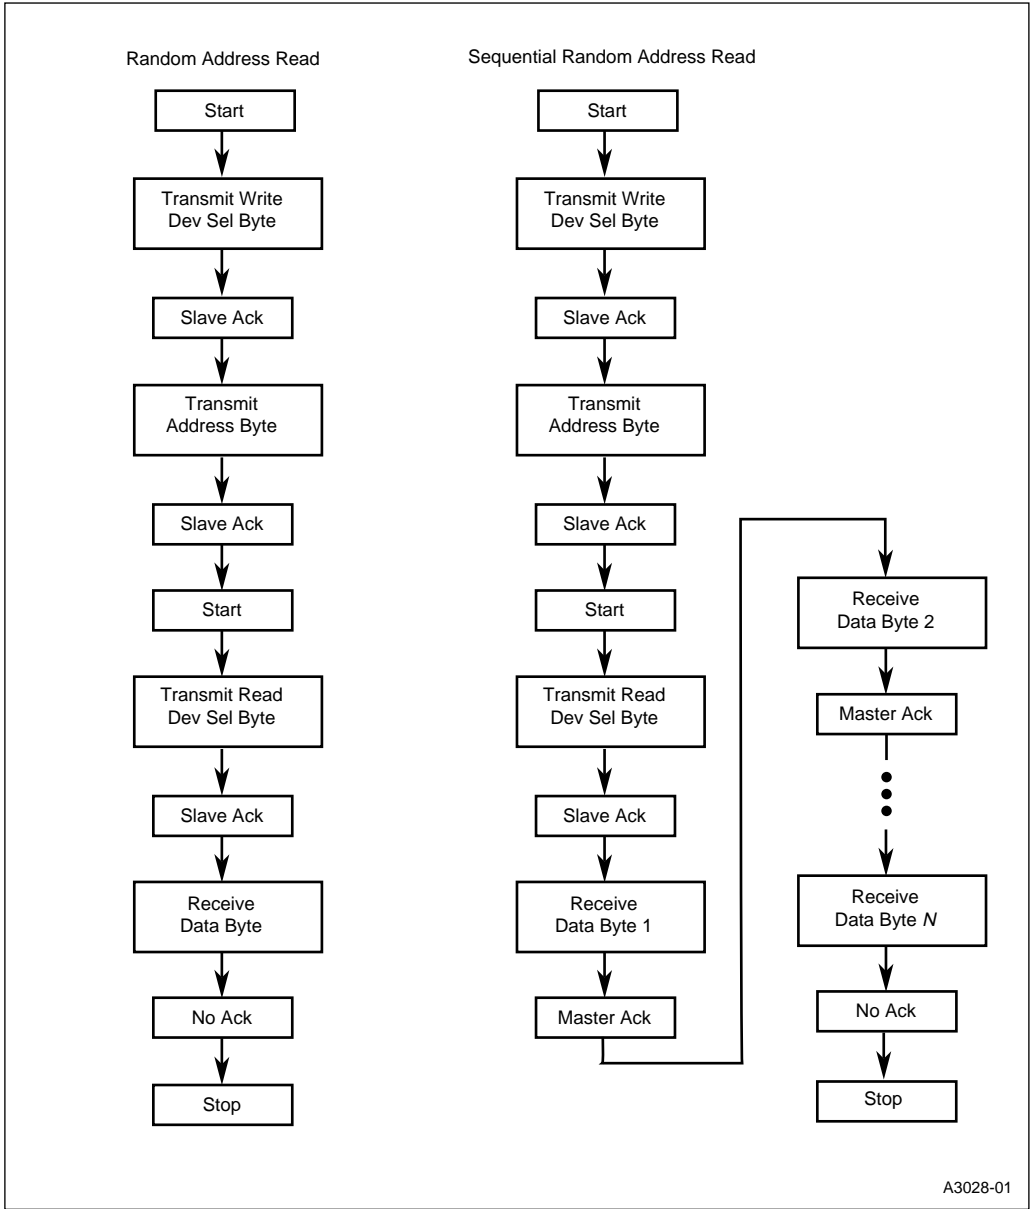 Random Address Read
Start
Transmit Write
Dev Sel Byte
Slave Ack
Transmit
Address Byte
Slave Ack
Start
Transmit Read
Dev Sel Byte
Slave Ack
Receive
Data Byte
No Ack
Stop
Sequential Random Address Read
Start
Transmit Write
Dev Sel Byte
Slave Ack
Transmit
Address Byte
Slave Ack
Start
Transmit Read
Dev Sel Byte
Slave Ack
Receive
Data Byte 1
Master Ack
Receive
Data Byte 2
Master Ack
Receive
Data Byte N
No Ack
Stop
A3028-01